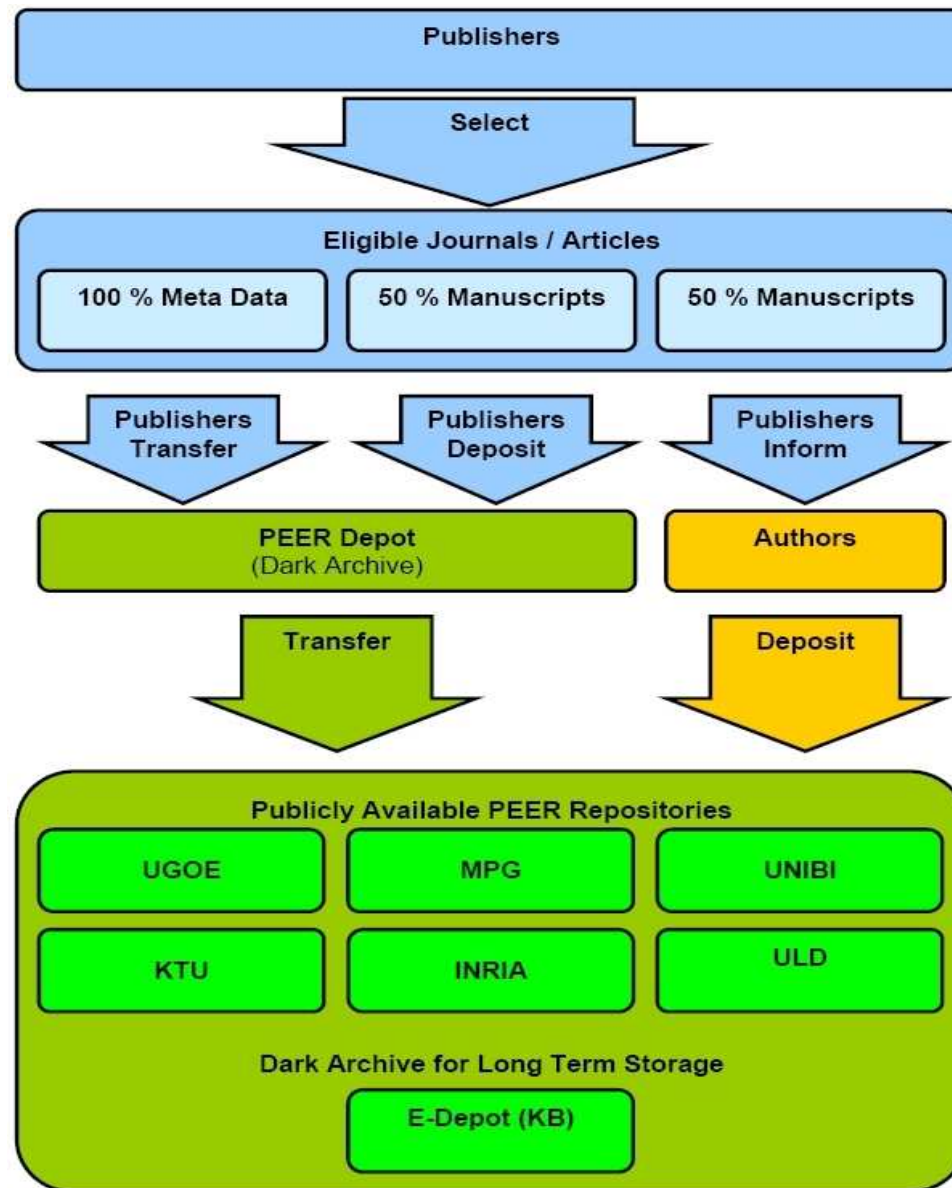 Publishers
Select
Eligible Journals / Articles
100 % Meta Data
50 % Manuscripts
50 % Manuscripts
Publishers
Transfer
Publishers
Deposit
Publishers
Inform
PEER Depot
(Dark Archive)
Authors
Transfer
Deposit
Publicly Available PEER Repositories
UGOE
MPG
UNIBI
KTU
INRIA
ULD
Dark Archive for Long Term Storage
E-Depot (KB)